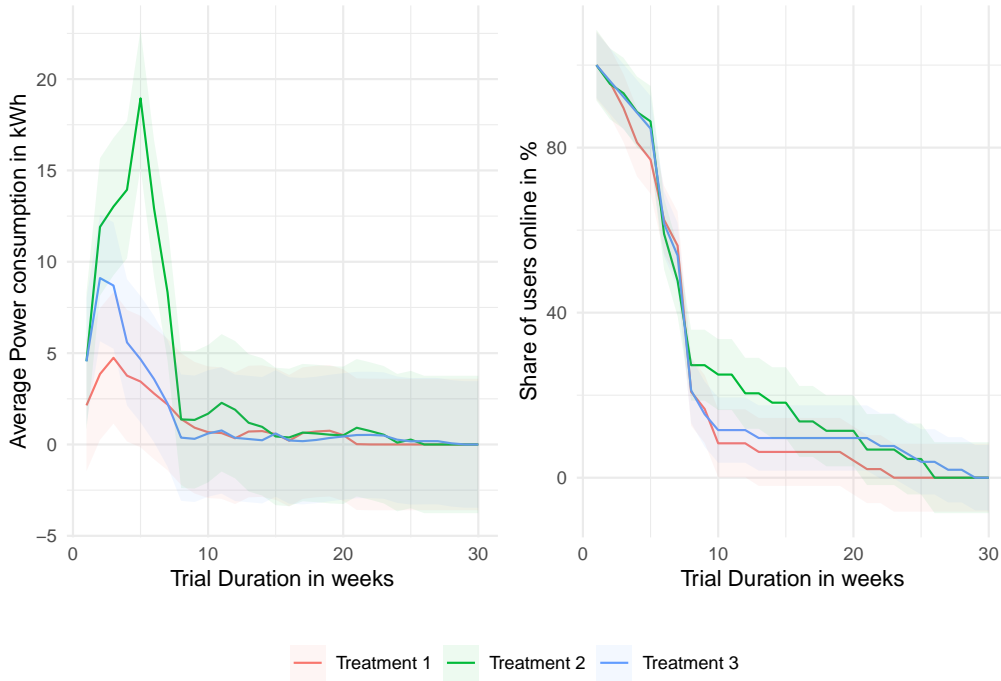 Average Power consumption in kWh
20
15
10
5
0
−5
0 10 20 30
Trial Duration in weeks
Share of users online in %
80
40
0
0 10 20 30
Trial Duration in weeks
Treatment 1 Treatment 2 Treatment 3